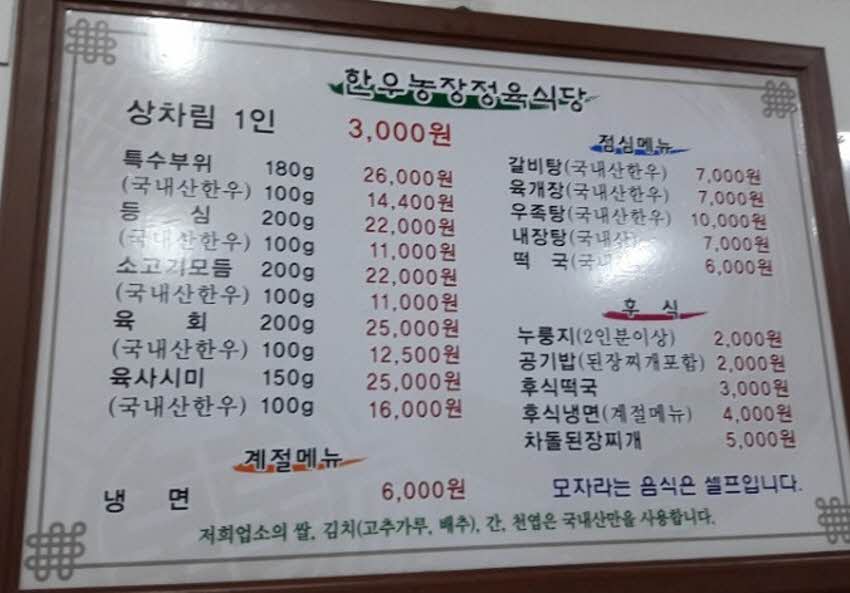 한우농장정육식당
상차림 1인 3,000원
특수부위 180g 26,000원
(국내산한우) 100g 14,400원
등 심 200g 22,000원
(국내산한우) 100g 11,000원
소고기모듬 200g 22,000원
(국내산한우) 100g 11,000원
육 회 200g 25,000원
(국내산한우) 100g 12,500원
육사시미 150g 25,000원
(국내산한우) 100g 16,000원
계절메뉴
냉 면 6,000원
점심메뉴
갈비탕(국내산한우) 7,000원
육개장(국내산한우) 7,000원
우족탕(국내산한우) 10,000원
내장탕(국내산) 7,000원
떡 국(국내 6,000원
후 식
누룽지(2인분이상) 2,000원
공기밥(된장찌개포함) 2,000원
후식떡국 3,000원
후식냉면(계절메뉴) 4,000원
차돌된장찌개 5,000원
모자라는 음식은 셀프입니다.
저희업소의 쌀, 김치(고추가루, 배추), 간, 천엽은 국내산만을 사용합니다.